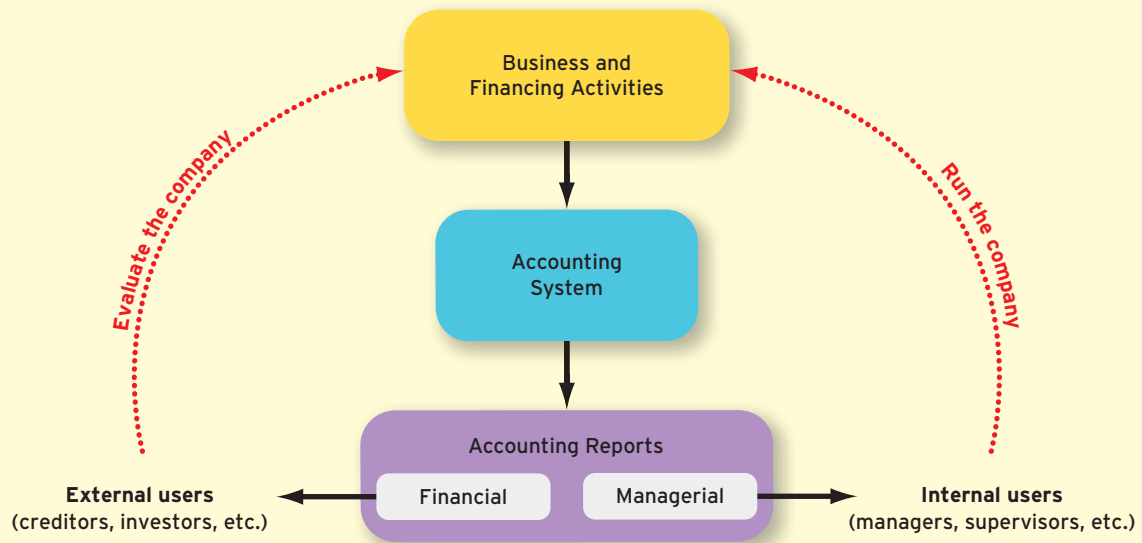 Business and
Financing Activities
Evaluate the company
Run the company
Accounting
System
Accounting Reports
Financial
Managerial
External users
(creditors, investors, etc.)
Internal users
(managers, supervisors, etc.)